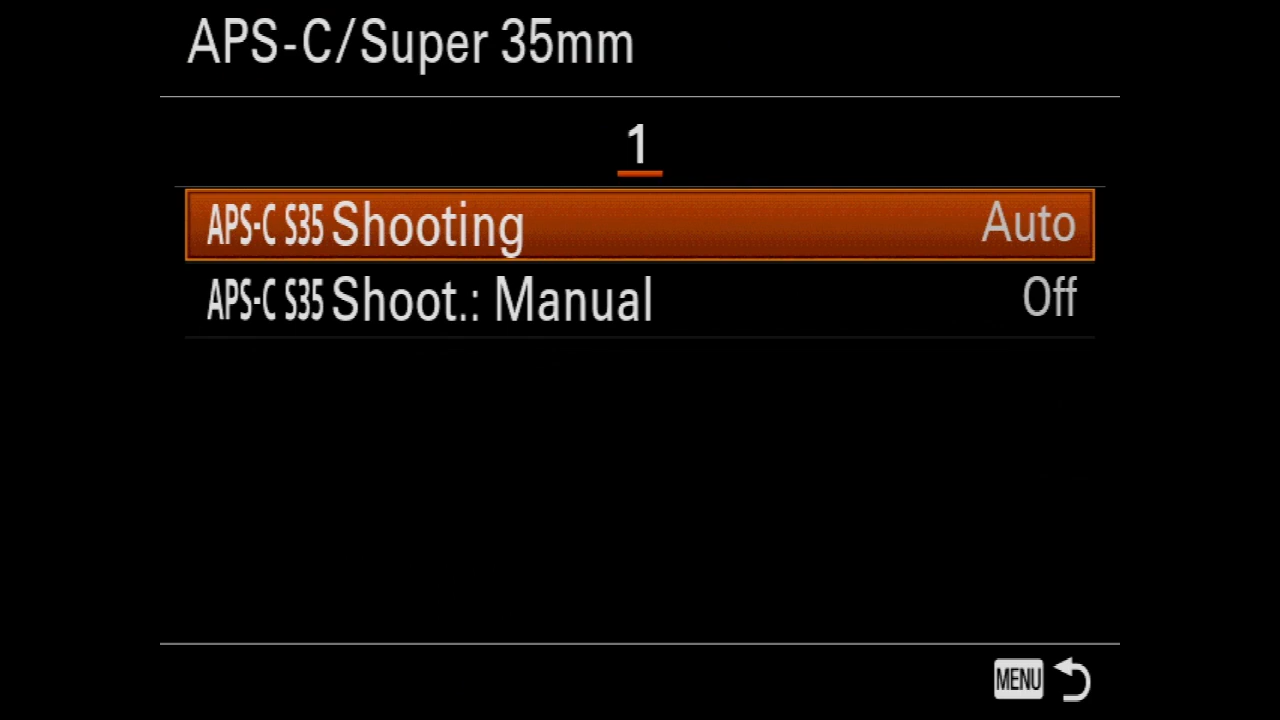 APS-C/Super 35mm
1
APS-C S35 Shooting Auto
APS-C S35 Shoot.: Manual Off
MENU